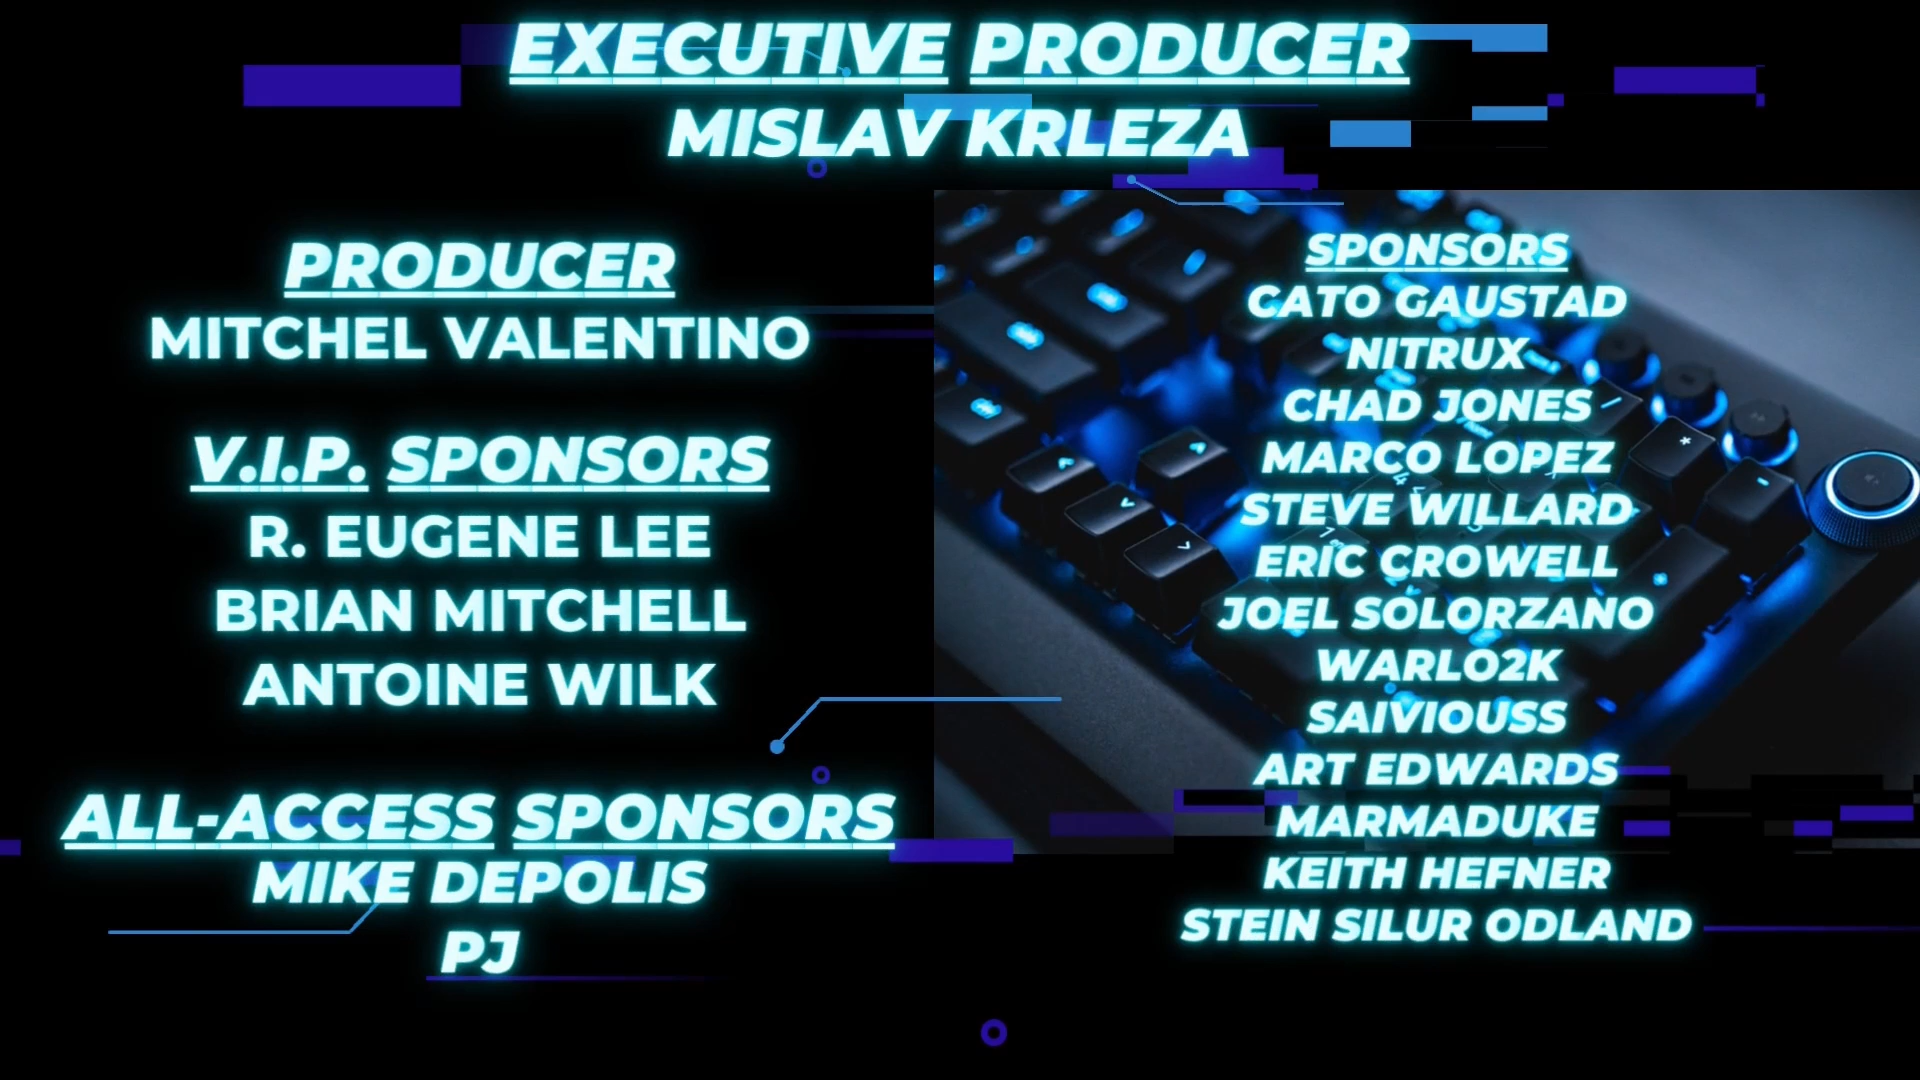 EXECUTIVE PRODUCER
MISLAV KRLEZA
PRODUCER
MITCHEL VALENTINO
V.I.P. SPONSORS
R. EUGENE LEE
BRIAN MITCHELL
ANTOINE WILK
ALL-ACCESS SPONSORS
MIKE DEPOLIS
PJ
SPONSORS
CATO GAUSTAD
NITRUX
CHAD JONES
MARCO LOPEZ
STEVE WILLARD
ERIC CROWELL
JOEL SOLORZANO
WARLO2K
SAIVIOUSS
ART EDWARDS
MARMADUKE
KEITH HEFNER
STEIN SILUR ODLAND